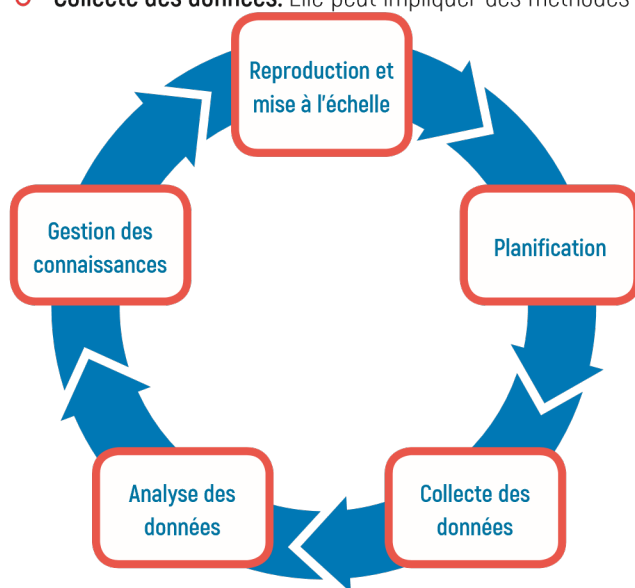 Collecte des données. Elle peut impliquer des méthodes
Reproduction et
mise à l'échelle
Gestion des
connaissances
Planification
Analyse des
données
Collecte des
données